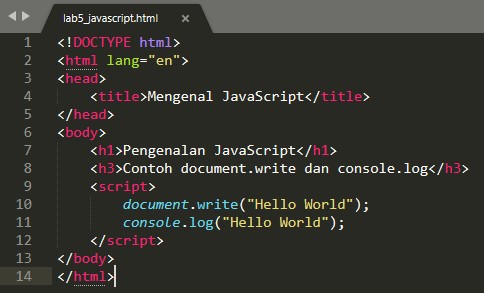 lab5_javascript.html
1 <!DOCTYPE html>
2 <html lang="en">
3 <head>
4     <title>Mengenal JavaScript</title>
5 </head>
6 <body>
7     <h1>Pengenalan JavaScript</h1>
8     <h3>Contoh document.write dan console.log</h3>
9     <script>
10         document.write("Hello World");
11         console.log("Hello World");
12     </script>
13 </body>
14 </html>